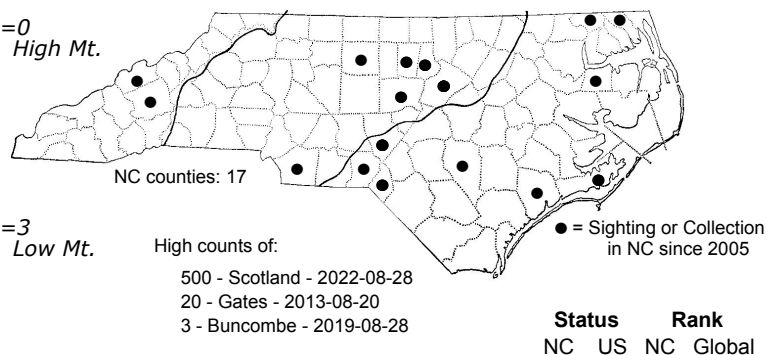 =0
High Mt.
NC counties: 17
=3
Low Mt.
High counts of:
500 - Scotland - 2022-08-28
20 - Gates - 2013-08-20
3 - Buncombe - 2019-08-28
● = Sighting or Collection
in NC since 2005
Status Rank
NC US NC Global